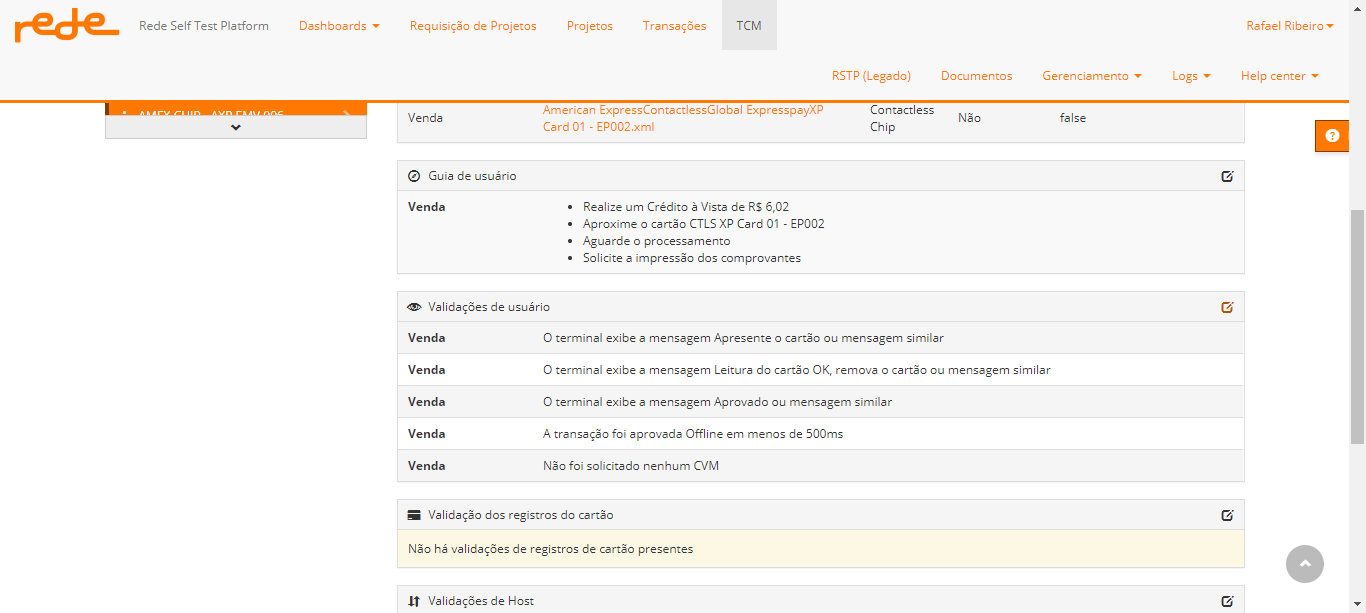 rede
Rede Self Test Platform
Dashboards
Requisição de Projetos
Projetos
Transações
TCM
Rafael Ribeiro
RSTP (Legado)
Documentos
Gerenciamento
Logs
Help center
AMEX CHIP - AXP EMV 006
Venda
American ExpressContactlessGlobal ExpresspayXP
Card 01 - EP002.xml
Contactless
Chip
Não
false
Guia de usuário
Venda
Realize um Crédito à Vista de R$ 6,02
Aproxime o cartão CTLS XP Card 01 - EP002
Aguarde o processamento
Solicite a impressão dos comprovantes
Validações de usuário
Venda
O terminal exibe a mensagem Apresente o cartão ou mensagem similar
Venda
O terminal exibe a mensagem Leitura do cartão OK, remova o cartão ou mensagem similar
Venda
O terminal exibe a mensagem Aprovado ou mensagem similar
Venda
A transação foi aprovada Offline em menos de 500ms
Venda
Não foi solicitado nenhum CVM
Validação dos registros do cartão
Não há validações de registros de cartão presentes
Validações de Host